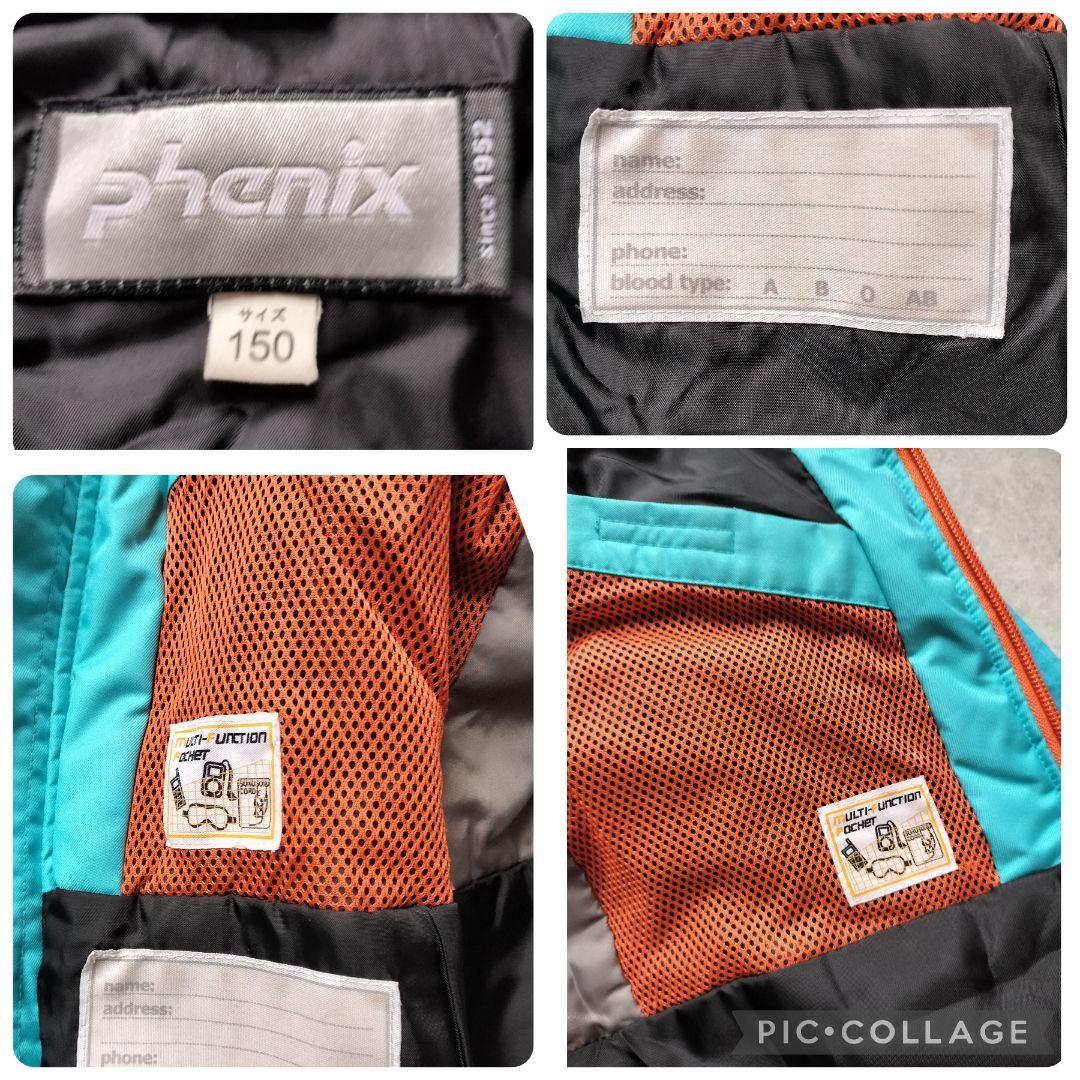 phenix
since 1952
サイズ
150
name:
address:
phone:
blood type: A B O AB
MULTI-FUNCTION
POCKET
name:
address:
phone:
MULTI-FUNCTION
POCKET
PIC•COLLAGE